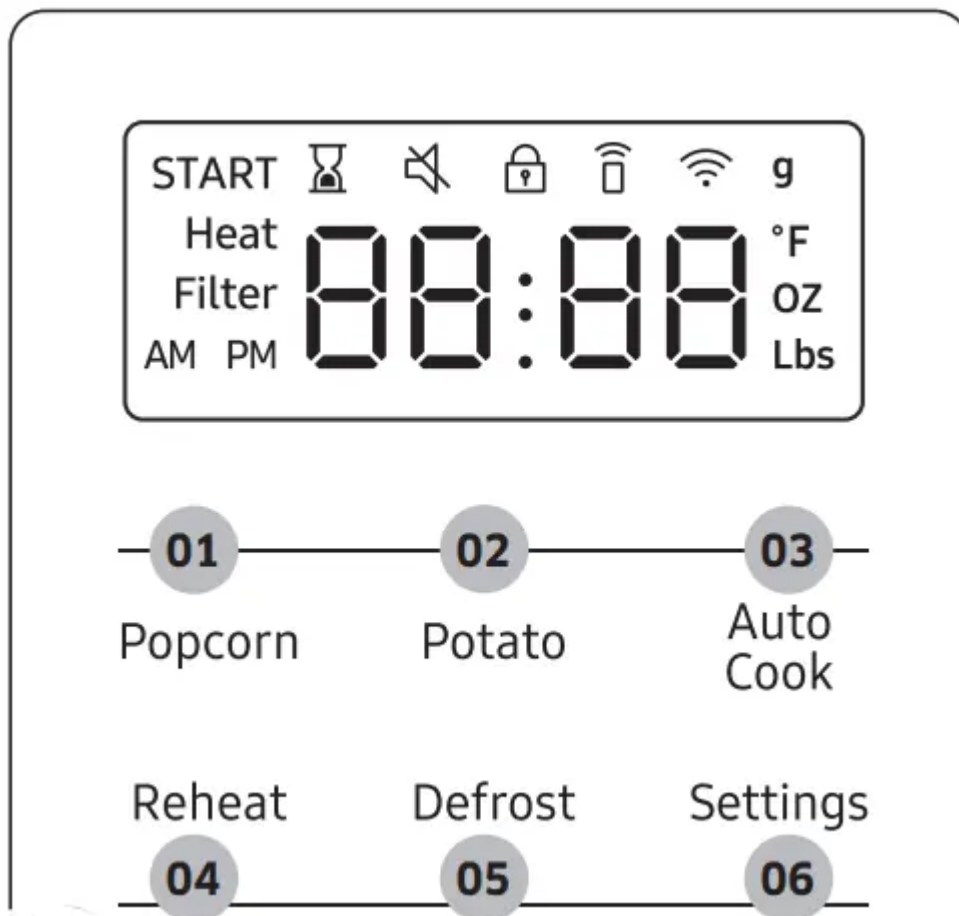 START g
Heat °F
Filter 88:88 OZ
AM PM Lbs
01 02 03
Popcorn Potato Auto
Cook
Reheat Defrost Settings
04 05 06